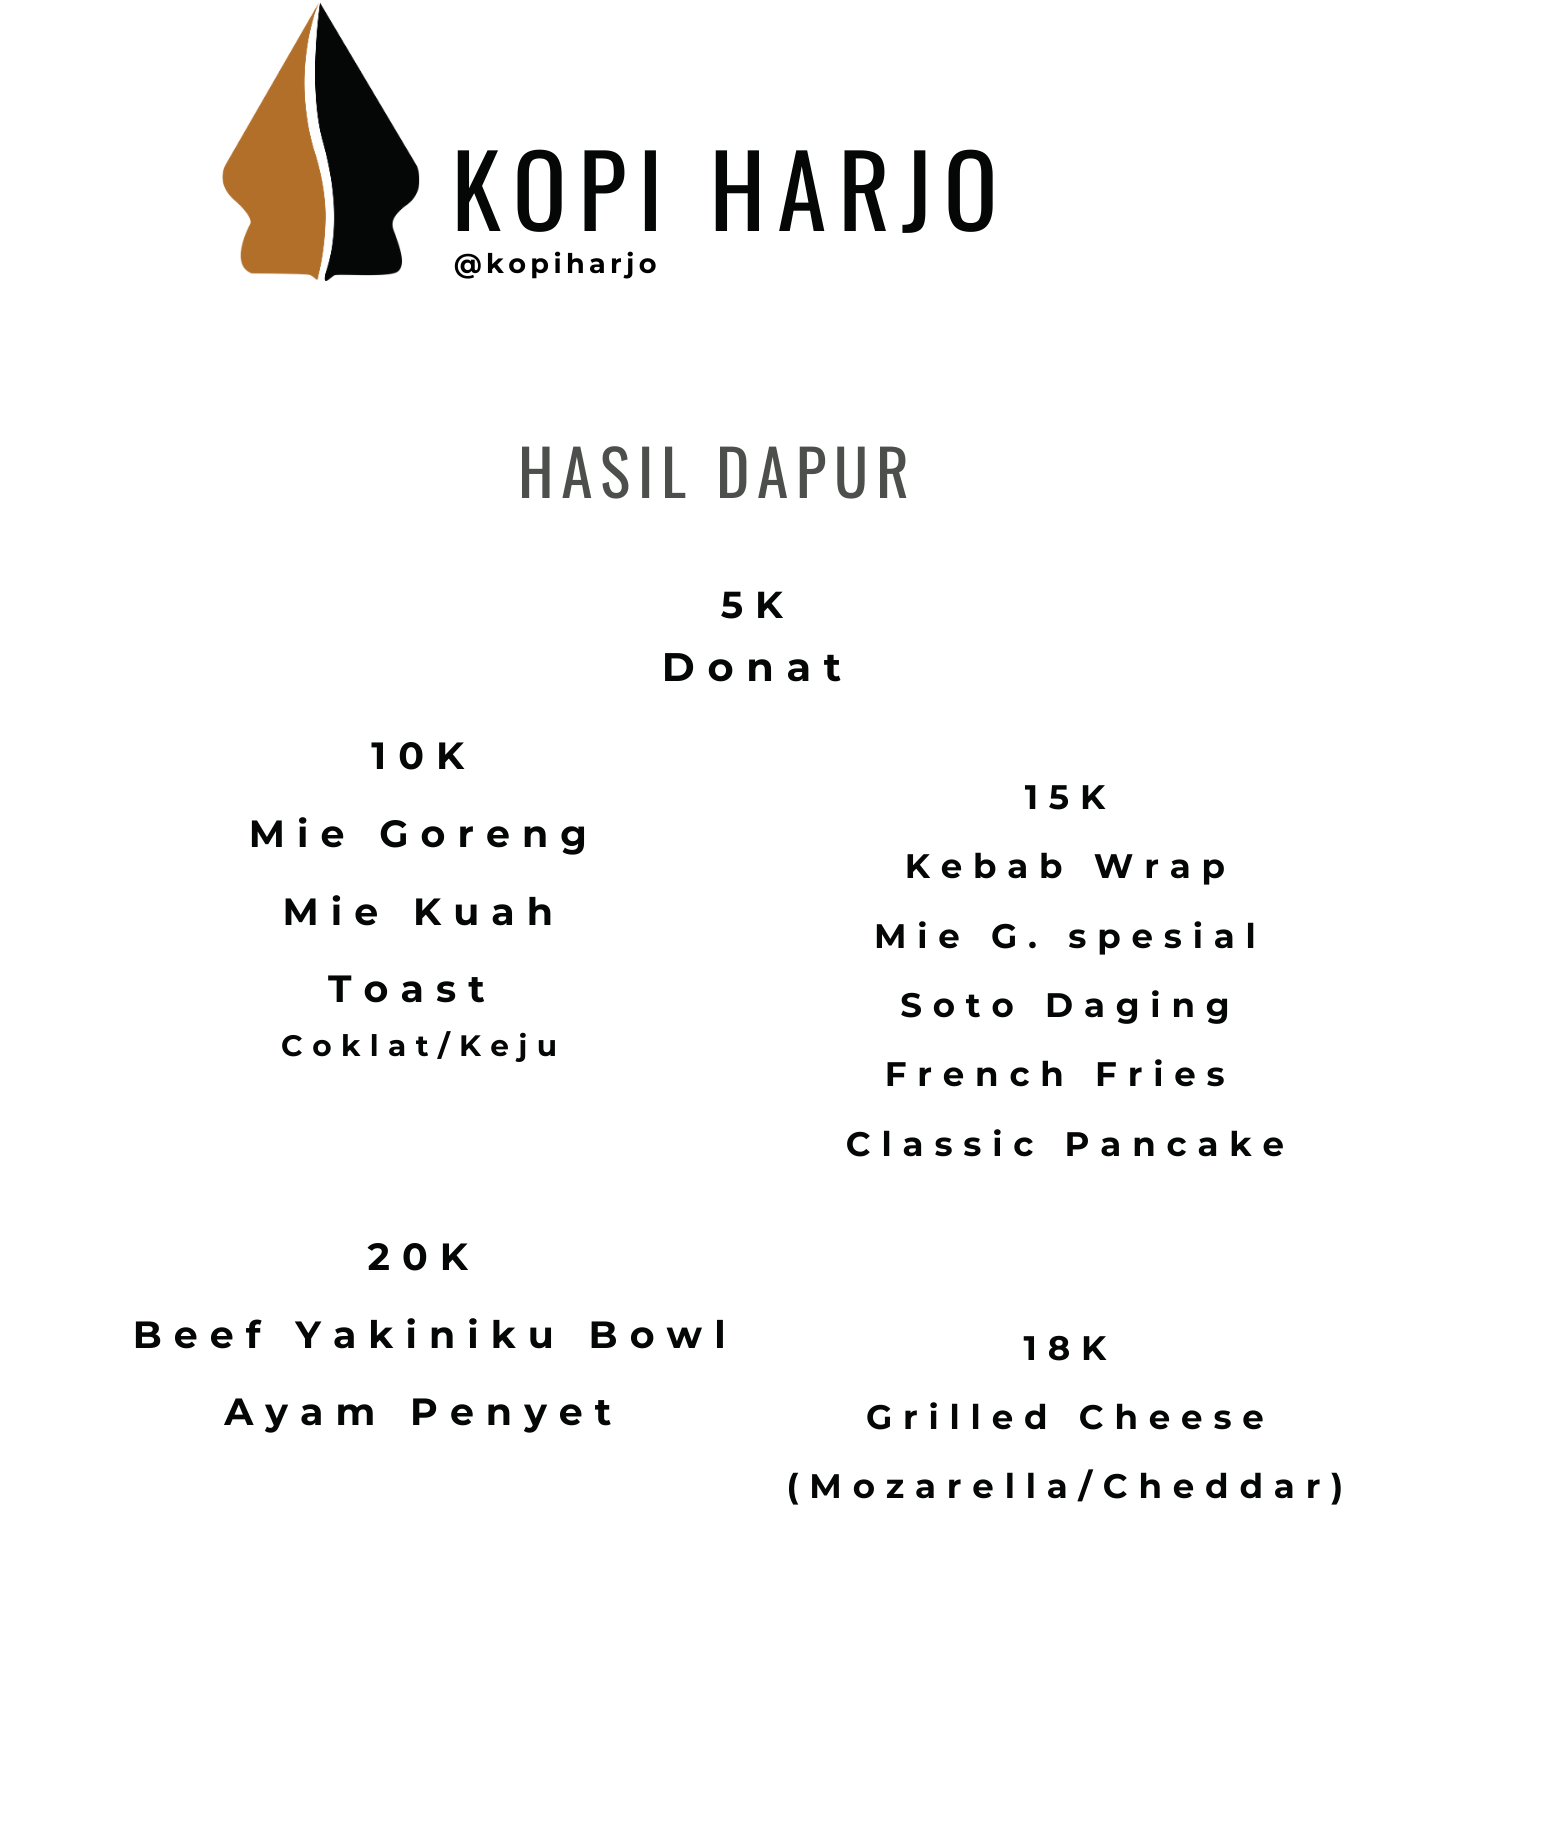 KOPI HARJO
@kopiharjo
HASIL DAPUR
5K
Donat
10K
Mie Goreng
Mie Kuah
Toast
Coklat/Keju
15K
Kebab Wrap
Mie G. spesial
Soto Daging
French Fries
Classic Pancake
20K
Beef Yakiniku Bowl
Ayam Penyet
18K
Grilled Cheese
(Mozarella/Cheddar)